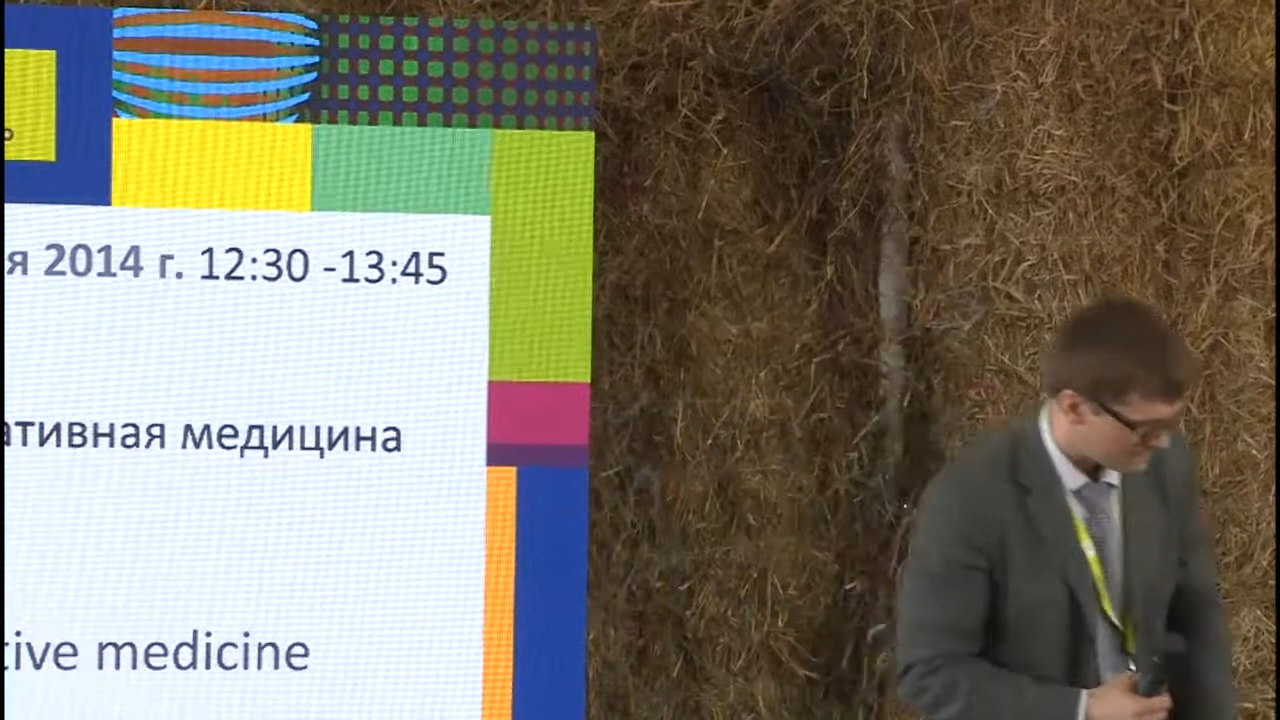 я 2014 г. 12:30 -13:45
ативная медицина
tive medicine